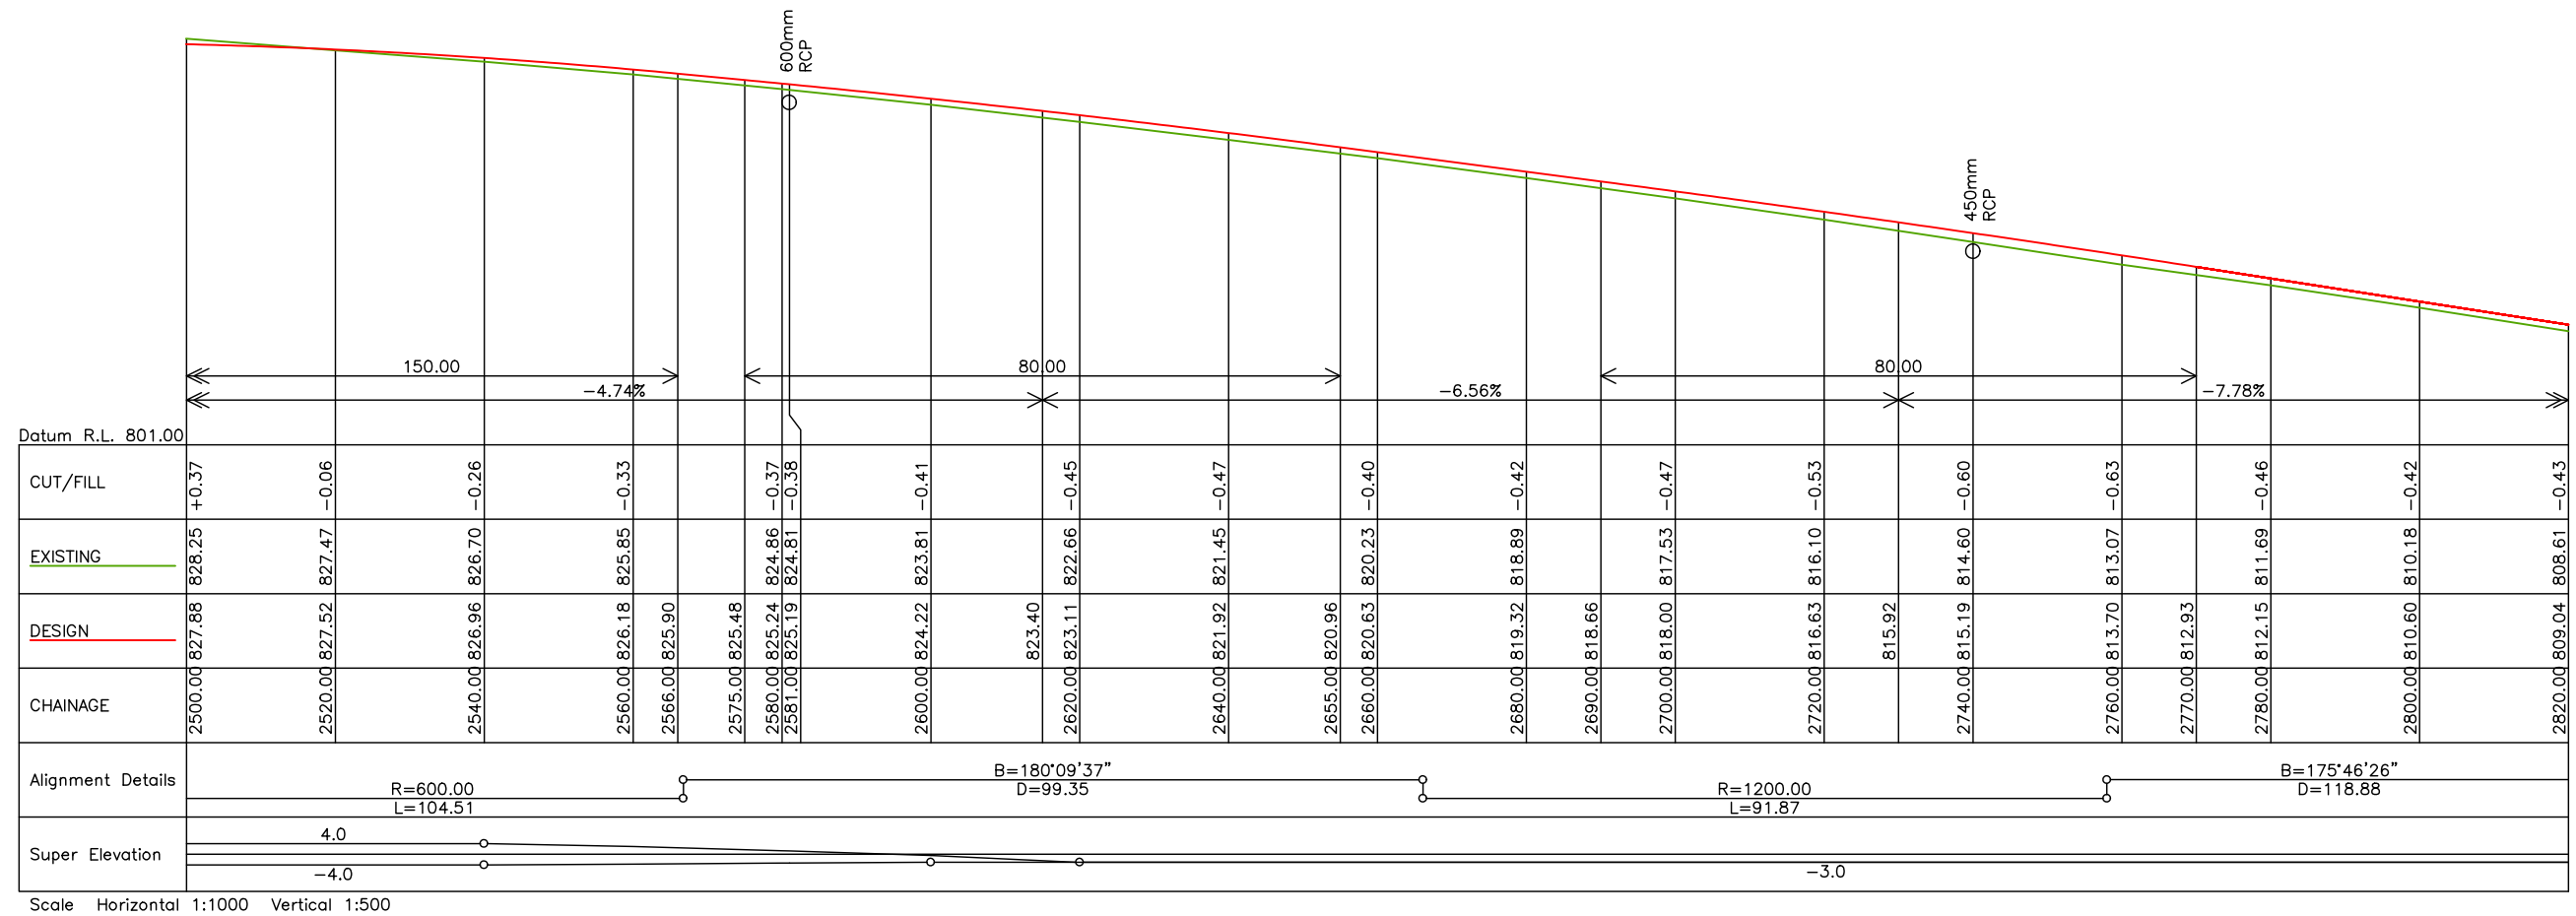 600mm
RCP
450mm
RCP
150.00
80.00
80.00
-4.74%
-6.56%
-7.78%
Datum R.L. 801.00
CUT/FILL +0.37 -0.06 -0.26 -0.33 -0.37 -0.38 -0.41 -0.45 -0.47 -0.40 -0.42 -0.47 -0.53 -0.60 -0.63 -0.46 -0.42 -0.43
EXISTING 828.25 827.47 826.70 825.85 824.86 824.81 823.81 822.66 821.45 820.23 818.89 817.53 816.10 814.60 813.07 811.69 810.18 808.61
DESIGN 827.88 827.52 826.96 826.18 825.90 825.48 825.24 825.19 824.22 823.40 823.11 821.92 820.96 820.63 819.32 818.66 818.00 816.63 815.92 815.19 813.70 812.93 812.15 810.60 809.04
CHAINAGE 2500.00 2520.00 2540.00 2560.00 2566.00 2575.00 2580.00 2581.00 2600.00 2620.00 2640.00 2655.00 2660.00 2680.00 2690.00 2700.00 2720.00 2740.00 2760.00 2770.00 2780.00 2800.00 2820.00
Alignment Details
R=600.00
L=104.51
B=180°09'37"
D=99.35
R=1200.00
L=91.87
B=175°46'26"
D=118.88
Super Elevation
4.0
-4.0
-3.0
Scale Horizontal 1:1000 Vertical 1:500